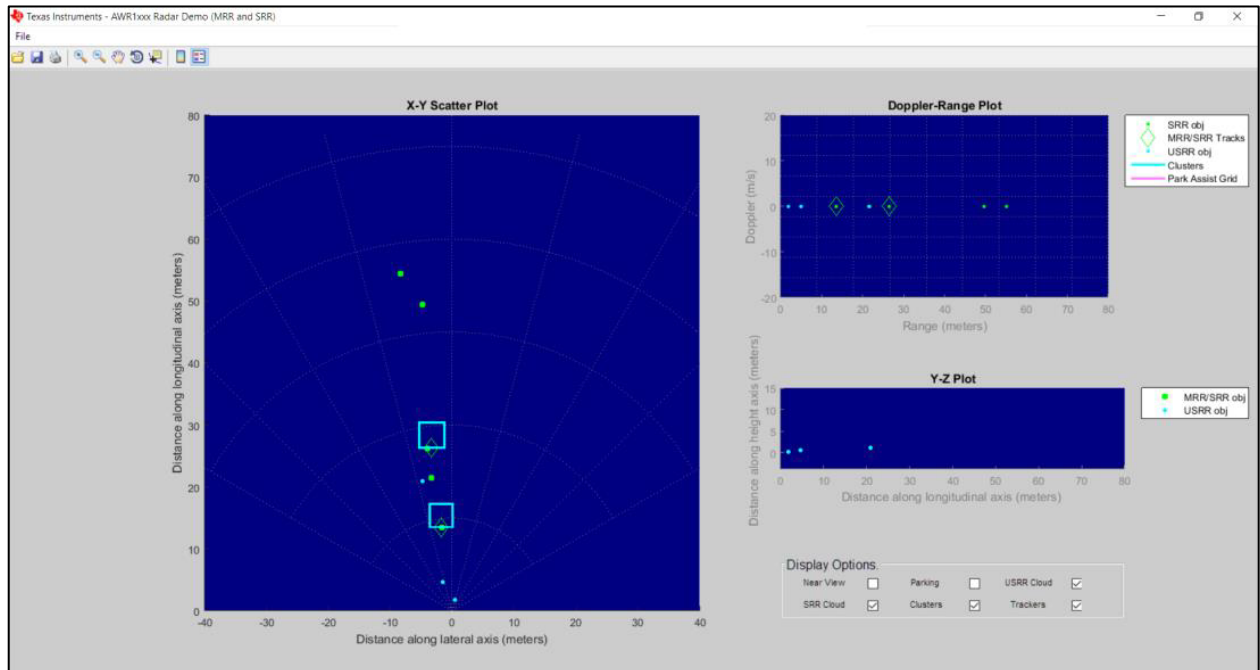 Texas Instruments - AWR1xxx Radar Demo (MRR and SRR)
File
X-Y Scatter Plot
80
70
60
50
40
30
20
10
0
-40
-30
-20
-10
0
10
20
30
40
Distance along longitudinal axis (meters)
Distance along lateral axis (meters)
Doppler-Range Plot
20
10
0
-10
-20
0
10
20
30
40
50
60
70
80
Doppler (m/s)
Range (meters)
SRR obj
MRR/SRR Tracks
USRR obj
Clusters
Park Assist Grid
Y-Z Plot
15
10
5
0
0
10
20
30
40
50
60
70
80
Distance along height axis (meters)
Distance along longitudinal axis (meters)
MRR/SRR obj
USRR obj
Display Options.
Near View Parking USRR Cloud
SRR Cloud Clusters Trackers